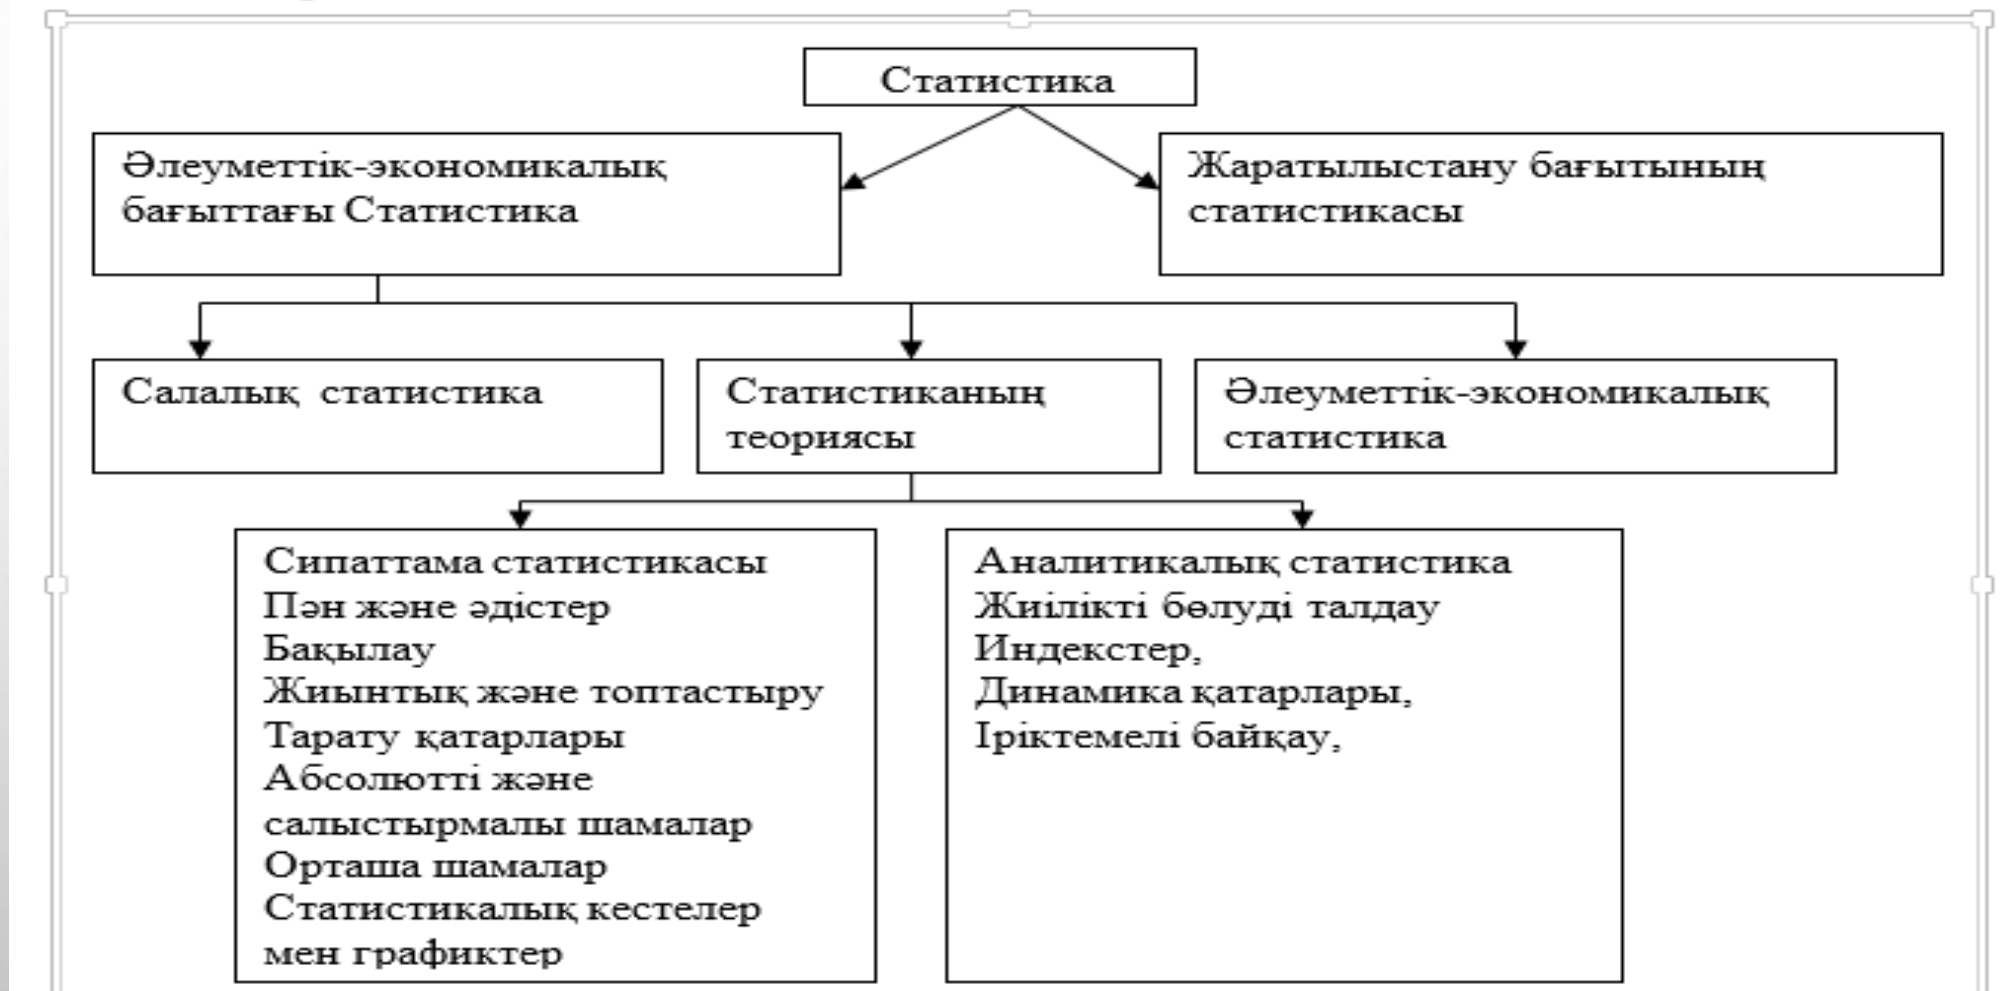 Статистика
Әлеуметтік-экономикалық
бағыттағы Статистика
Жаратылыстану бағытының
статистикасы
Салалық статистика
Статистиканың
теориясы
Әлеуметтік-экономикалық
статистика
Сипаттама статистикасы
Пән және әдістер
Бақылау
Жиынтық және топтастыру
Тарату қатарлары
Абсолютті және
салыстырмалы шамалар
Орташа шамалар
Статистикалық кестелер
мен графиктер
Аналитикалық статистика
Жиілікті бөлуді талдау
Индекстер,
Динамика қатарлары,
Іріктемелі байқау,